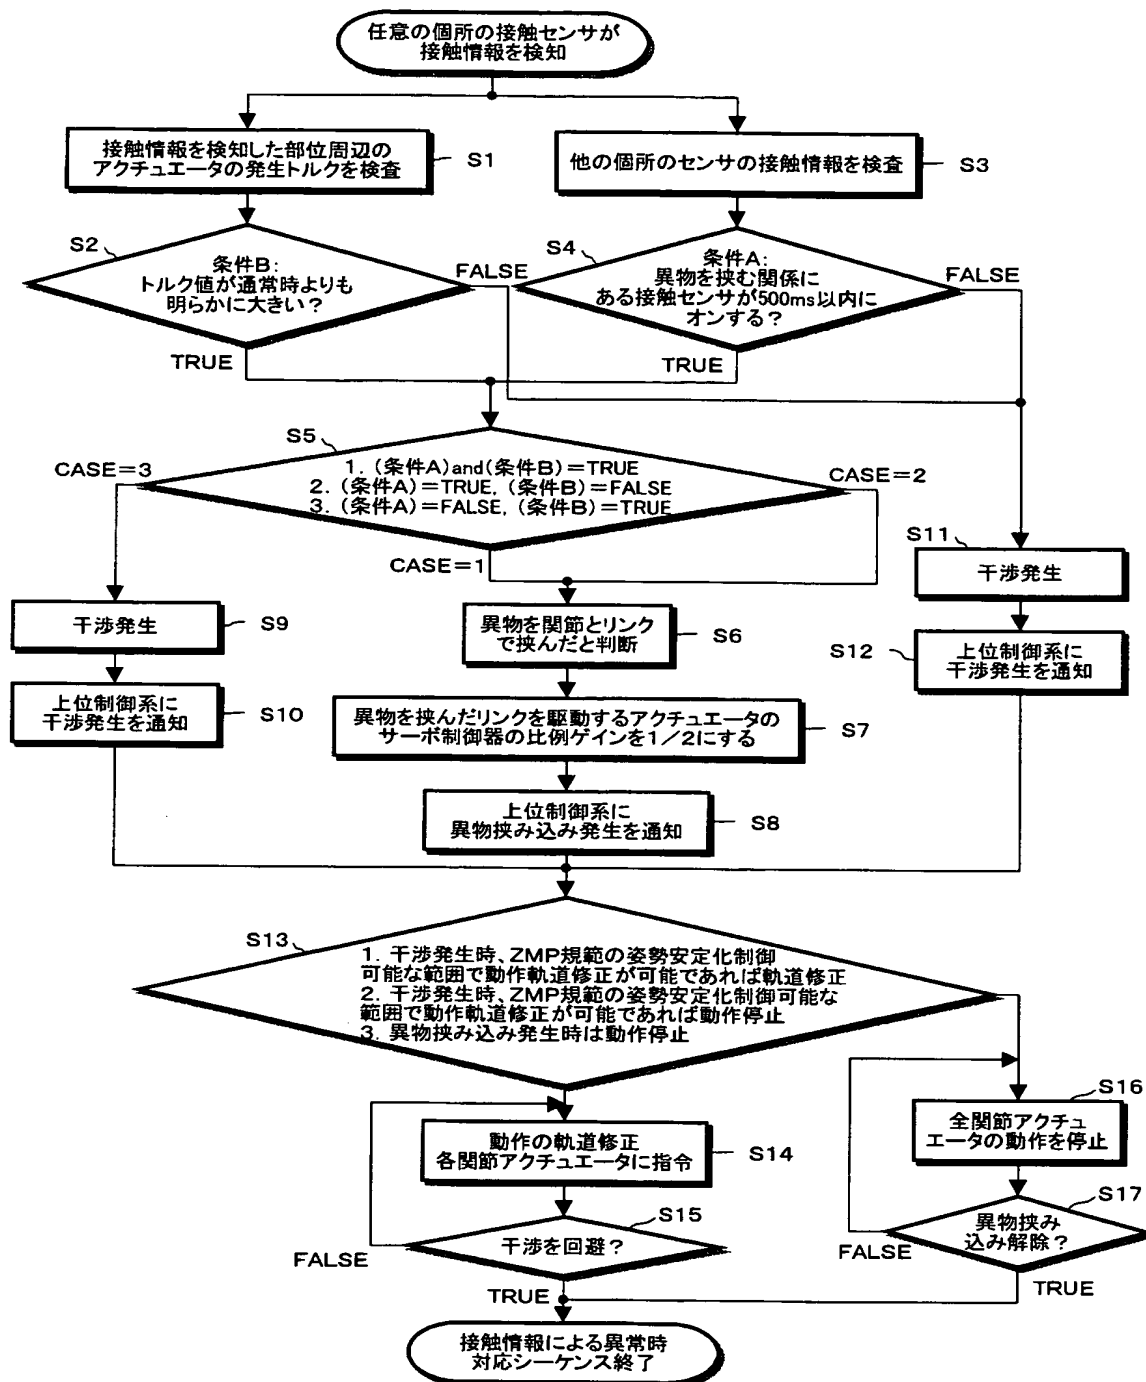 任意の個所の接触センサが
接触情報を検知
接触情報を検知した部位周辺の
アクチュエータの発生トルクを検査
S1
他の個所のセンサの接触情報を検査
S3
S2
条件B:
トルク値が通常時よりも
明らかに大きい?
FALSE
TRUE
S4
条件A:
異物を挟む関係に
ある接触センサが500ms以内に
オンする?
FALSE
TRUE
S5
1. (条件A)and(条件B)=TRUE
2. (条件A)=TRUE, (条件B)=FALSE
3. (条件A)=FALSE, (条件B)=TRUE
CASE=3
CASE=2
CASE=1
S11
干渉発生
干渉発生
S9
異物を関節とリンク
で挟んだと判断
S6
S12
上位制御系に
干渉発生を通知
上位制御系に
干渉発生を通知
S10
異物を挟んだリンクを駆動するアクチュエータの
サーボ制御器の比例ゲインを1/2にする
S7
上位制御系に
異物挟み込み発生を通知
S8
S13
1. 干渉発生時、ZMP規範の姿勢安定化制御
可能な範囲で動作軌道修正が可能であれば軌道修正
2. 干渉発生時、ZMP規範の姿勢安定化制御可能な
範囲で動作軌道修正が可能であれば動作停止
3. 異物挟み込み発生時は動作停止
動作の軌道修正
各関節アクチュエータに指令
S14
S16
全関節アクチュ
エータの動作を停止
S15
干渉を回避?
FALSE
TRUE
S17
異物挟み
込み解除?
FALSE
TRUE
接触情報による異常時
対応シーケンス終了